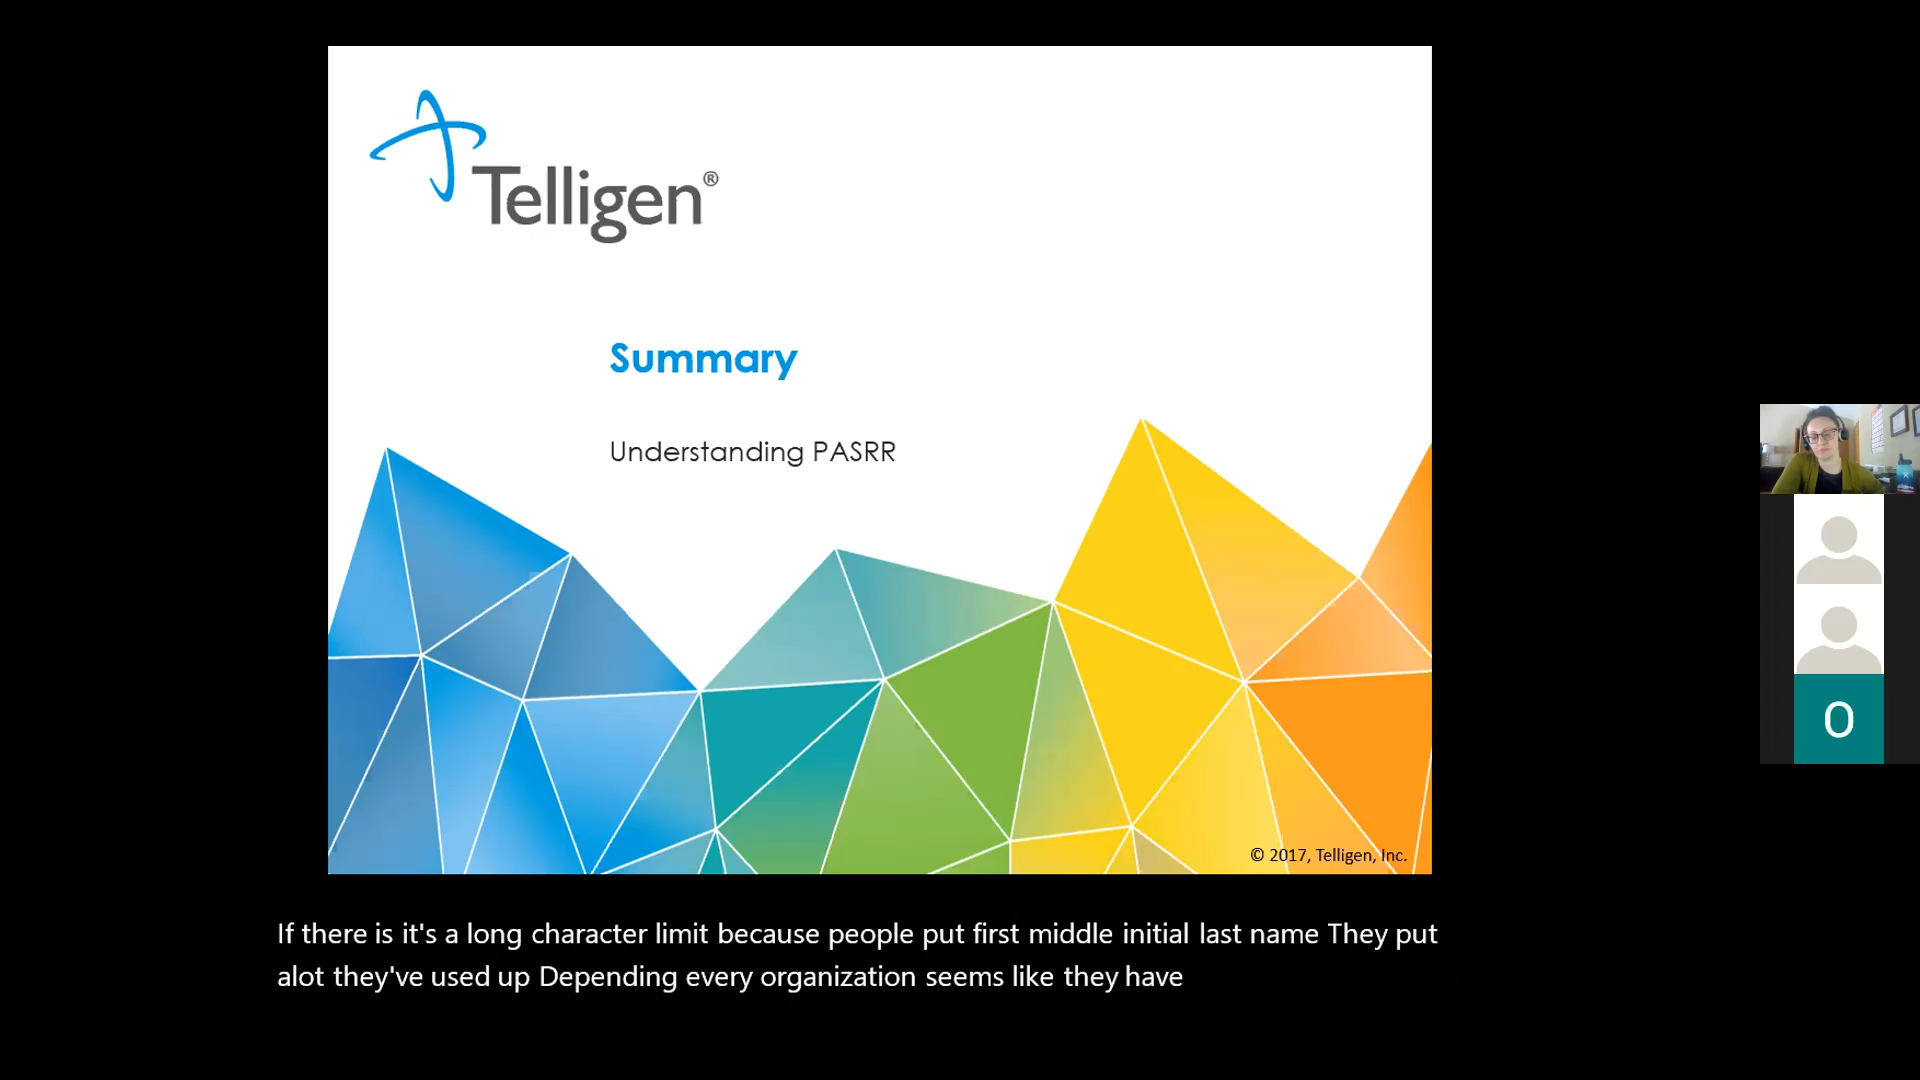 Telligen®
Summary
Understanding PASRR
© 2017, Telligen, Inc.
O
If there is it's a long character limit because people put first middle initial last name They put
alot they've used up Depending every organization seems like they have